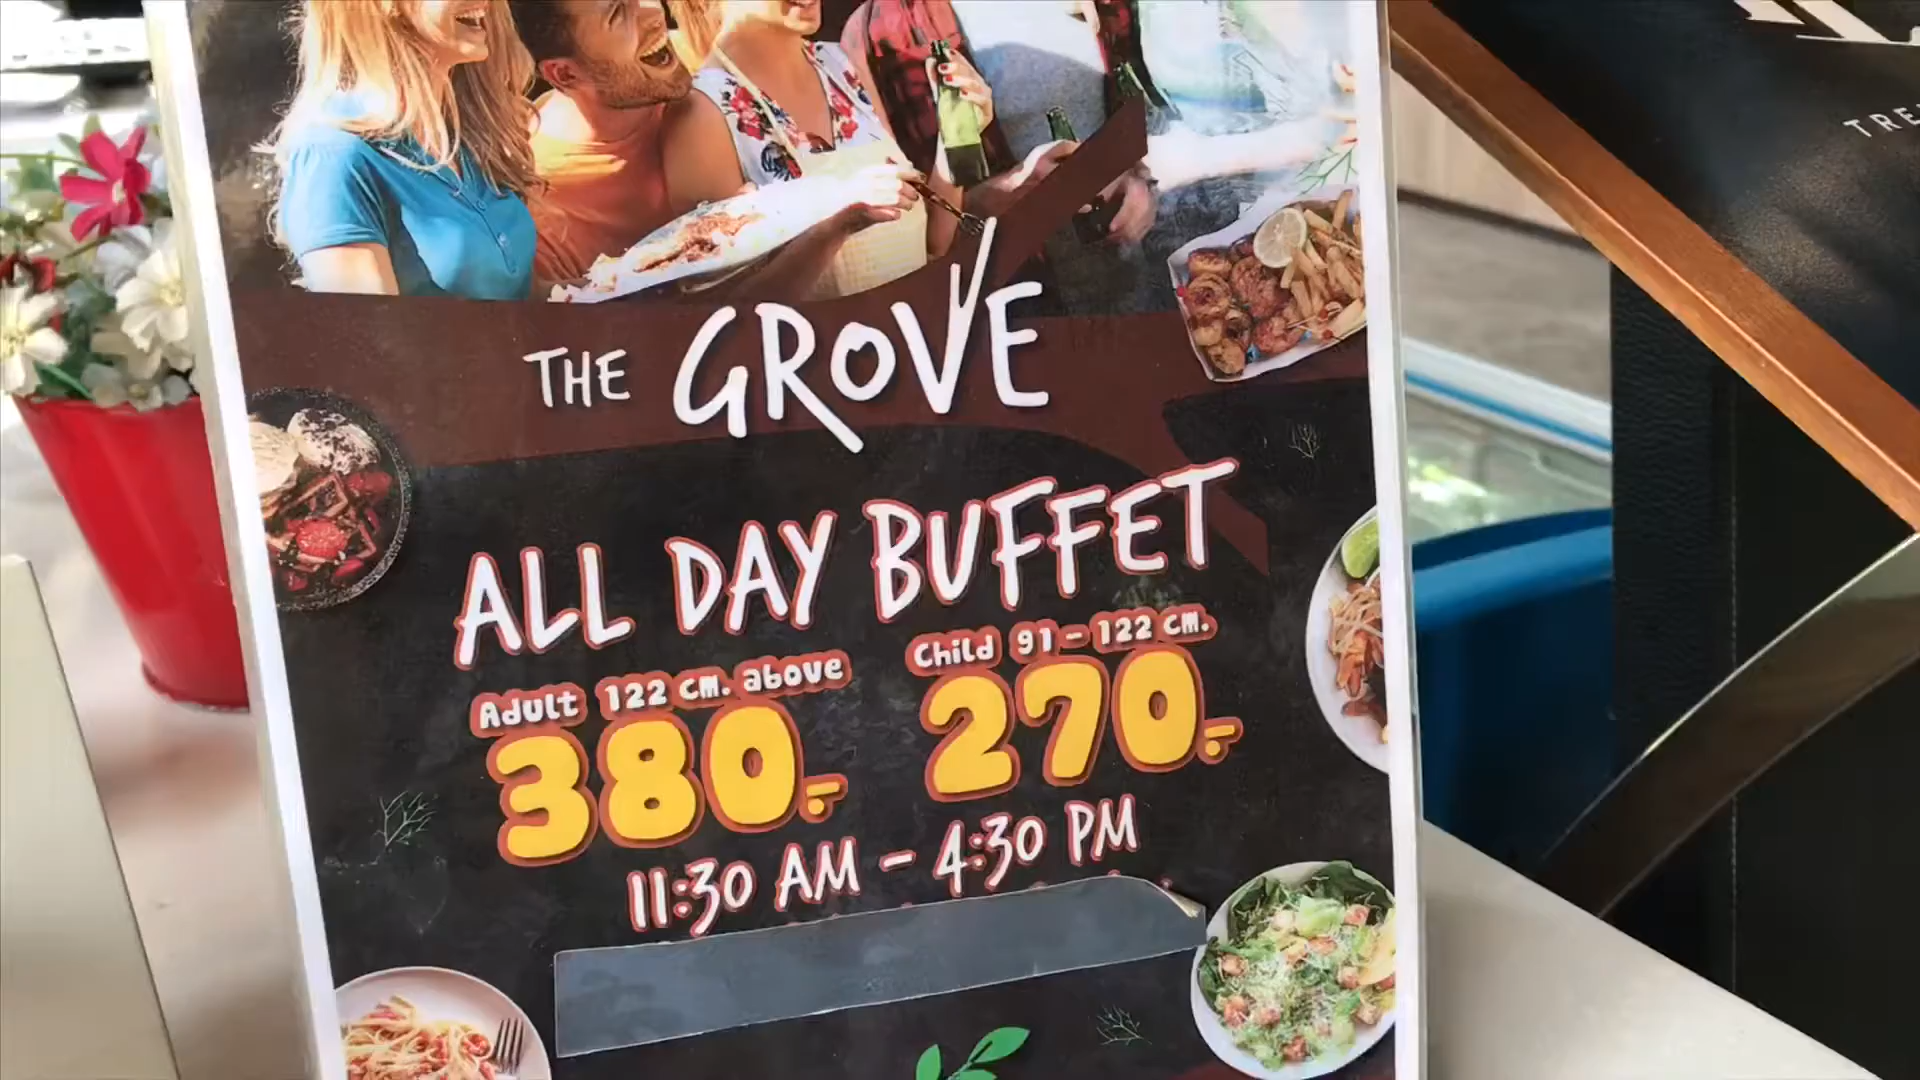 THE GROVE
ALL DAY BUFFET
Adult 122 cm. above
380.-
Child 91 - 122 cm.
270.-
11:30 AM - 4:30 PM